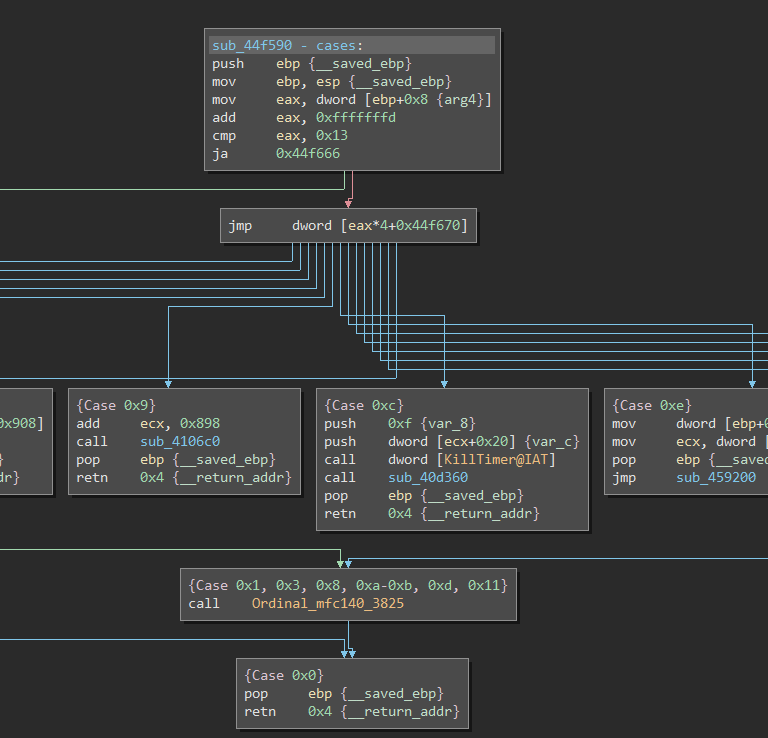 sub_44f590 - cases:
push ebp {__saved_ebp}
mov ebp, esp {__saved_ebp}
mov eax, dword [ebp+0x8 {arg4}]
add eax, 0xfffffffd
cmp eax, 0x13
ja 0x44f666
jmp dword [eax*4+0x44f670]
0x908]
}
dr}
{Case 0x9}
add ecx, 0x898
call sub_4106c0
pop ebp {__saved_ebp}
retn 0x4 {__return_addr}
{Case 0xc}
push 0xf {var_8}
push dword [ecx+0x20] {var_c}
call dword [KillTimer@IAT]
call sub_40d360
pop ebp {__saved_ebp}
retn 0x4 {__return_addr}
{Case 0xe}
mov dword [ebp+0
mov ecx, dword [
pop ebp {__saved
jmp sub_459200
{Case 0x1, 0x3, 0x8, 0xa-0xb, 0xd, 0x11}
call Ordinal_mfc140_3825
{Case 0x0}
pop ebp {__saved_ebp}
retn 0x4 {__return_addr}